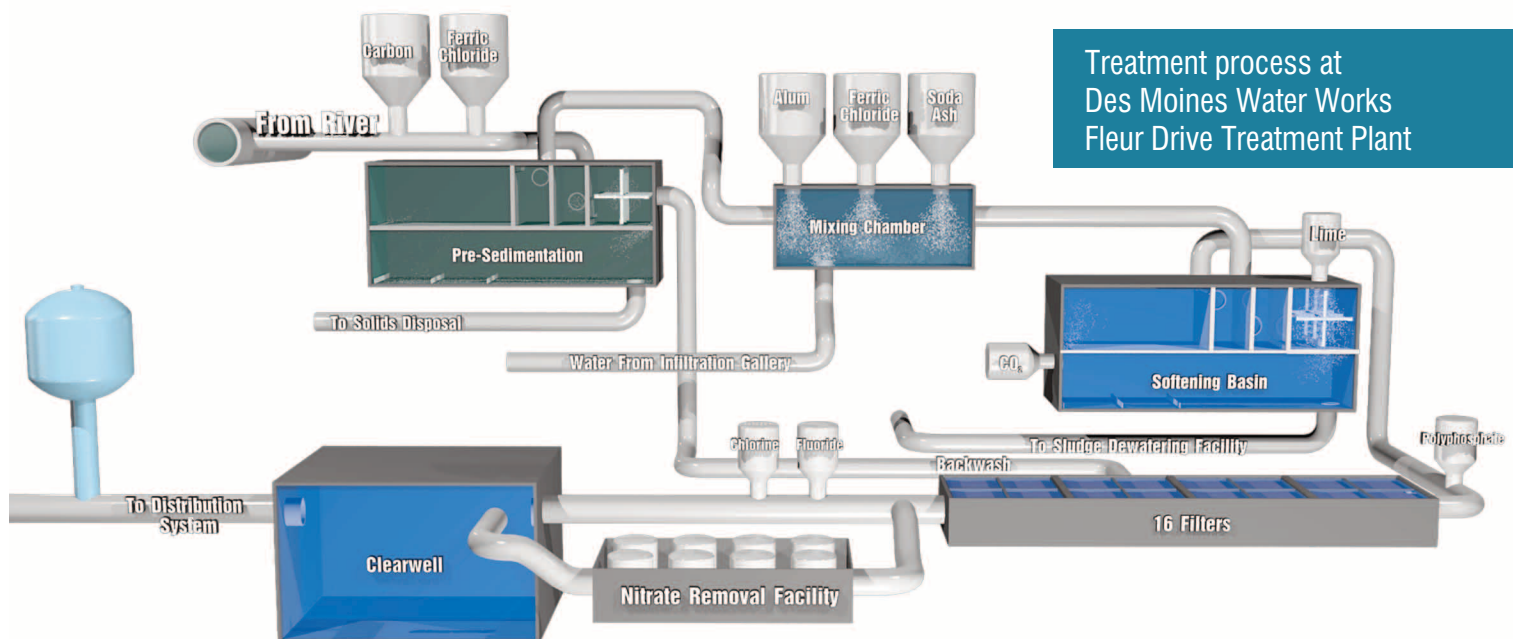 Treatment process at
Des Moines Water Works
Fleur Drive Treatment Plant
Carbon
Ferric
Chloride
From River
Alum
Ferric
Chloride
Soda
Ash
Mixing Chamber
Lime
Pre-Sedimentation
To Solids Disposal
Water From Infiltration Gallery
CO₂
Softening Basin
To Sludge Dewatering Facility
Polyphosphate
Chlorine
Fluoride
Backwash
To Distribution
System
16 Filters
Clearwell
Nitrate Removal Facility